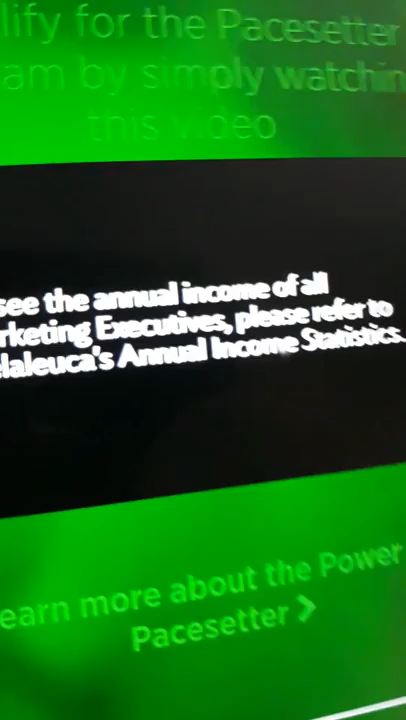 lify for the Pacesetter
am by simply watchin
this video
see the annual income of all
rketing Executives, please refer to
laleuca's Annual Income Statistics.
earn more about the Power
Pacesetter >